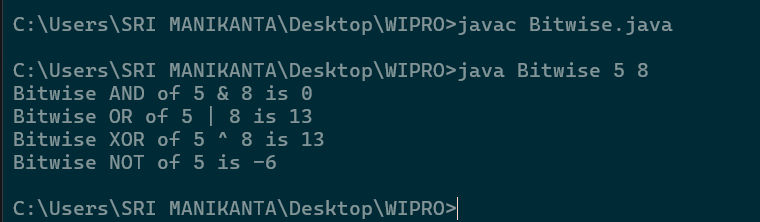 C:\Users\SRI MANIKANTA\Desktop\WIPRO>javac Bitwise.java
C:\Users\SRI MANIKANTA\Desktop\WIPRO>java Bitwise 5 8
Bitwise AND of 5 & 8 is 0
Bitwise OR of 5 | 8 is 13
Bitwise XOR of 5 ^ 8 is 13
Bitwise NOT of 5 is -6
C:\Users\SRI MANIKANTA\Desktop\WIPRO>